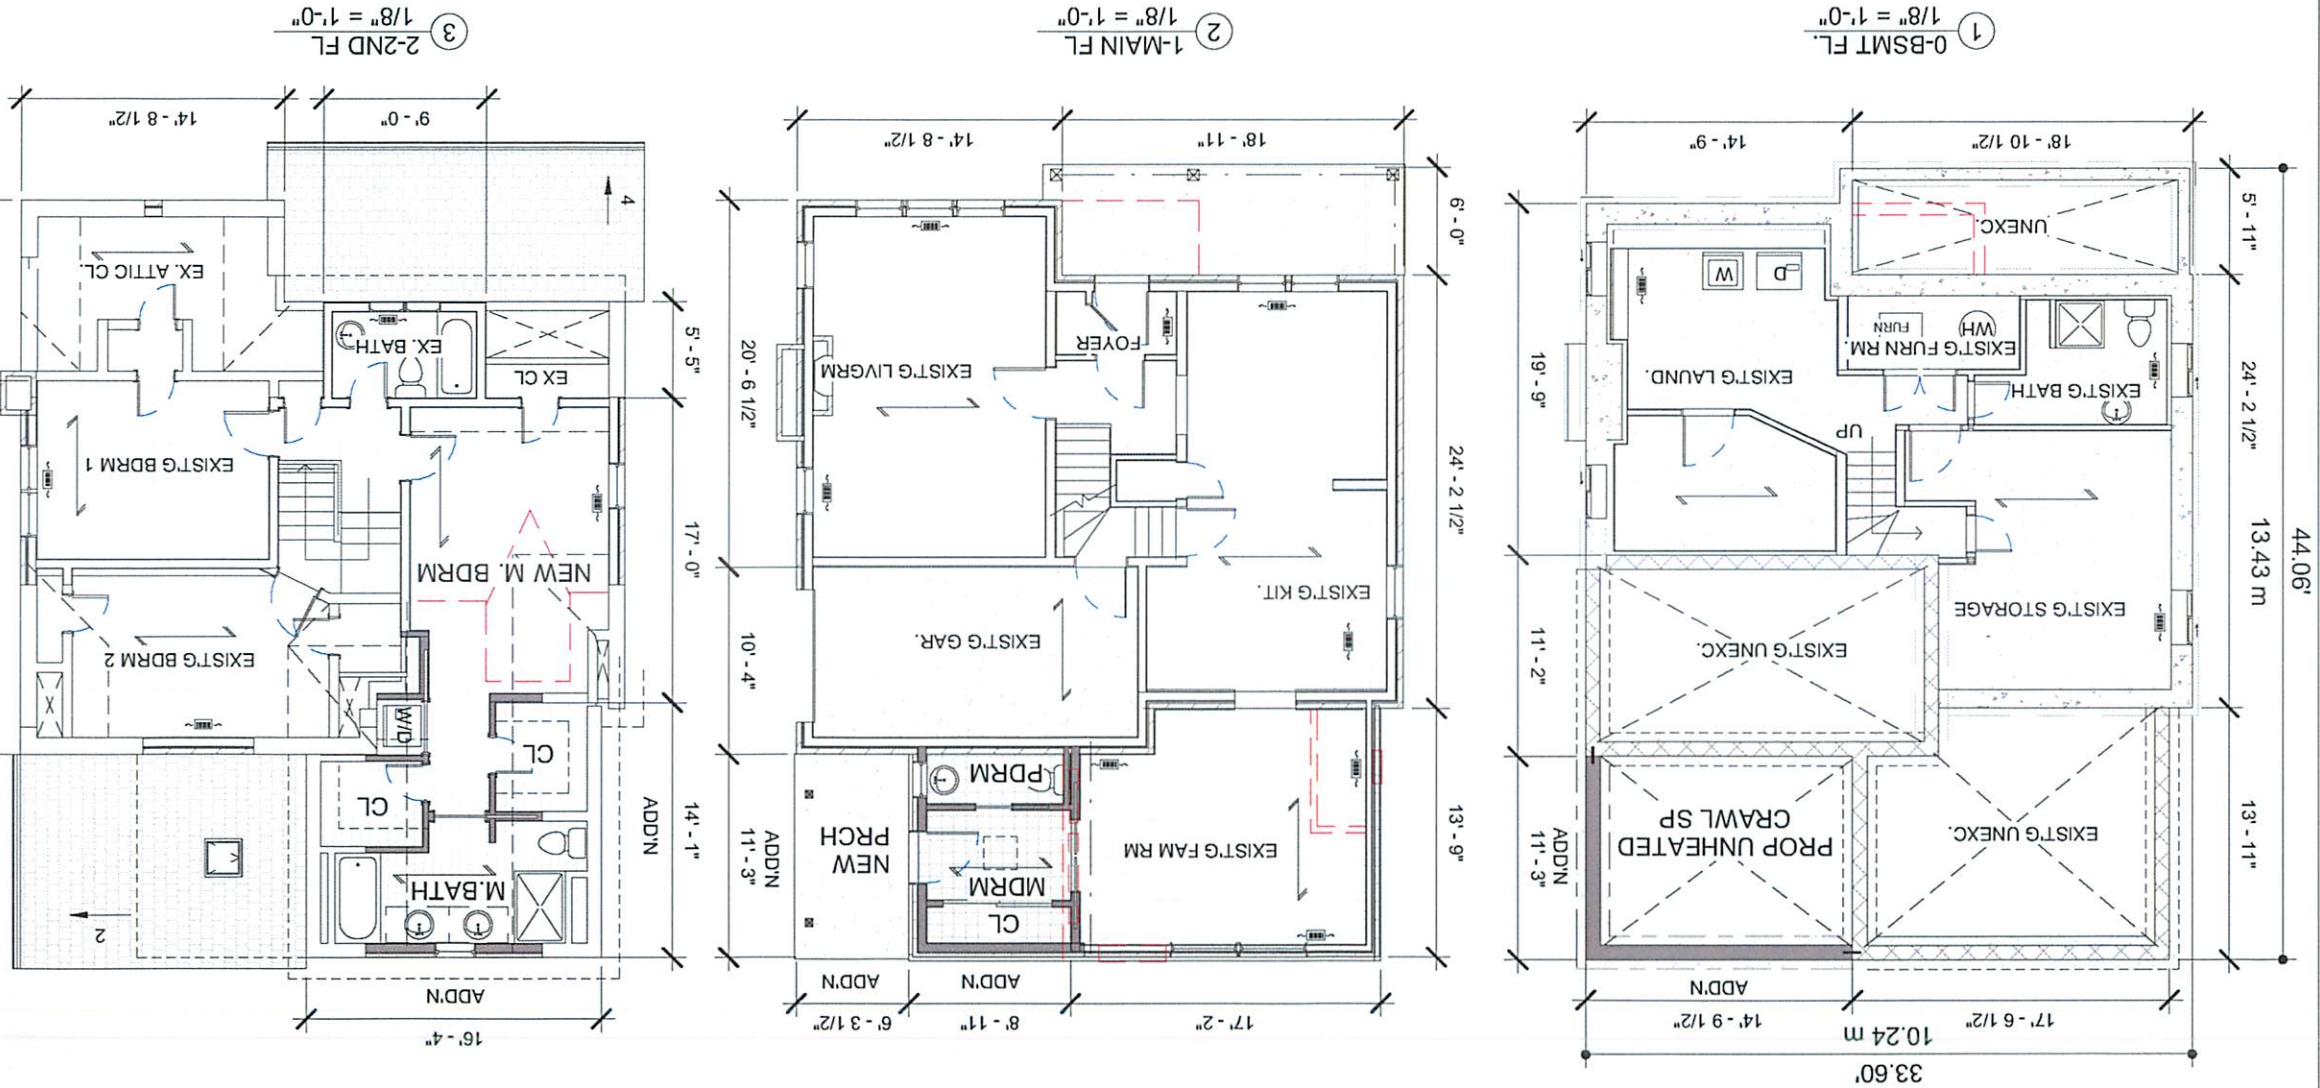 33.60'
10.24 m
17' - 6 1/2"
14' - 9 1/2"
ADD'N
44.06'
13.43 m
13' - 11"
24' - 2 1/2"
5' - 11"
EXIST'G UNEXC.
PROP UNHEATED
CRAWL SP
ADD'N
11' - 3"
EXIST'G UNEXC.
11' - 2"
EXIST'G STORAGE
19' - 9"
UP
EXIST'G BATH
EXIST'G FURN RM.
WH
FURN
EXIST'G LAUND.
D
W
UNEXC.
18' - 10 1/2"
14' - 9"
1
0-BSMT FL.
1/8" = 1'-0"
17' - 2"
8' - 11"
6' - 3 1/2"
ADD'N
ADD'N
13' - 9"
24' - 2 1/2"
6' - 0"
EXIST'G FAM RM
CL
MDRM
PDRM
NEW
PRCH
ADD'N
11' - 3"
EXIST'G GAR.
10' - 4"
EXIST'G KIT.
20' - 6 1/2"
EXIST'G LIVGRM
FOYER
18' - 11"
14' - 8 1/2"
2
1-MAIN FL
1/8" = 1'-0"
16' - 4"
ADD'N
ADD'N
14' - 1"
17' - 0"
5' - 5"
M.BATH
2
CL
CL
W/D
EXIST'G BDRM 2
NEW M. BDRM
EXIST'G BDRM 1
EX CL
EX. BATH
EX. ATTIC CL.
4
9' - 0"
14' - 8 1/2"
3
2-2ND FL
1/8" = 1'-0"